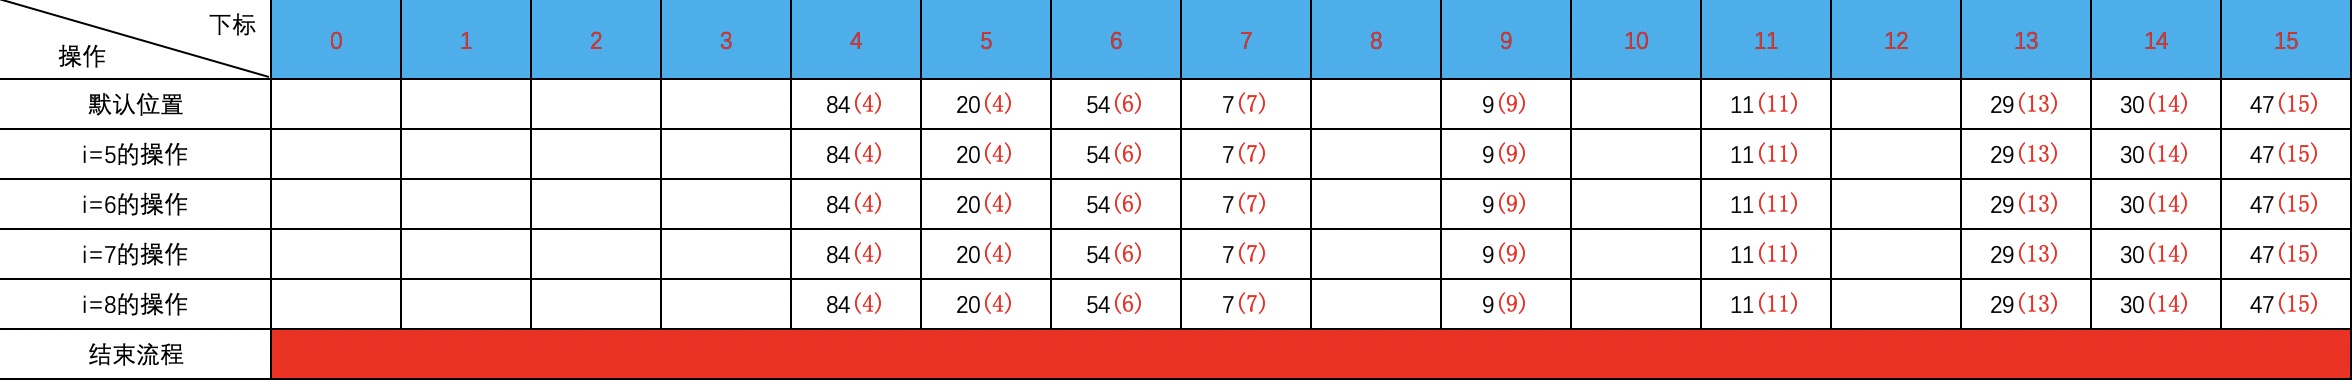 下标
操作 0 1 2 3 4 5 6 7 8 9 10 11 12 13 14 15
默认位置 84(4) 20(4) 54(6) 7(7) 9(9) 11(11) 29(13) 30(14) 47(15)
i=5的操作 84(4) 20(4) 54(6) 7(7) 9(9) 11(11) 29(13) 30(14) 47(15)
i=6的操作 84(4) 20(4) 54(6) 7(7) 9(9) 11(11) 29(13) 30(14) 47(15)
i=7的操作 84(4) 20(4) 54(6) 7(7) 9(9) 11(11) 29(13) 30(14) 47(15)
i=8的操作 84(4) 20(4) 54(6) 7(7) 9(9) 11(11) 29(13) 30(14) 47(15)
结束流程